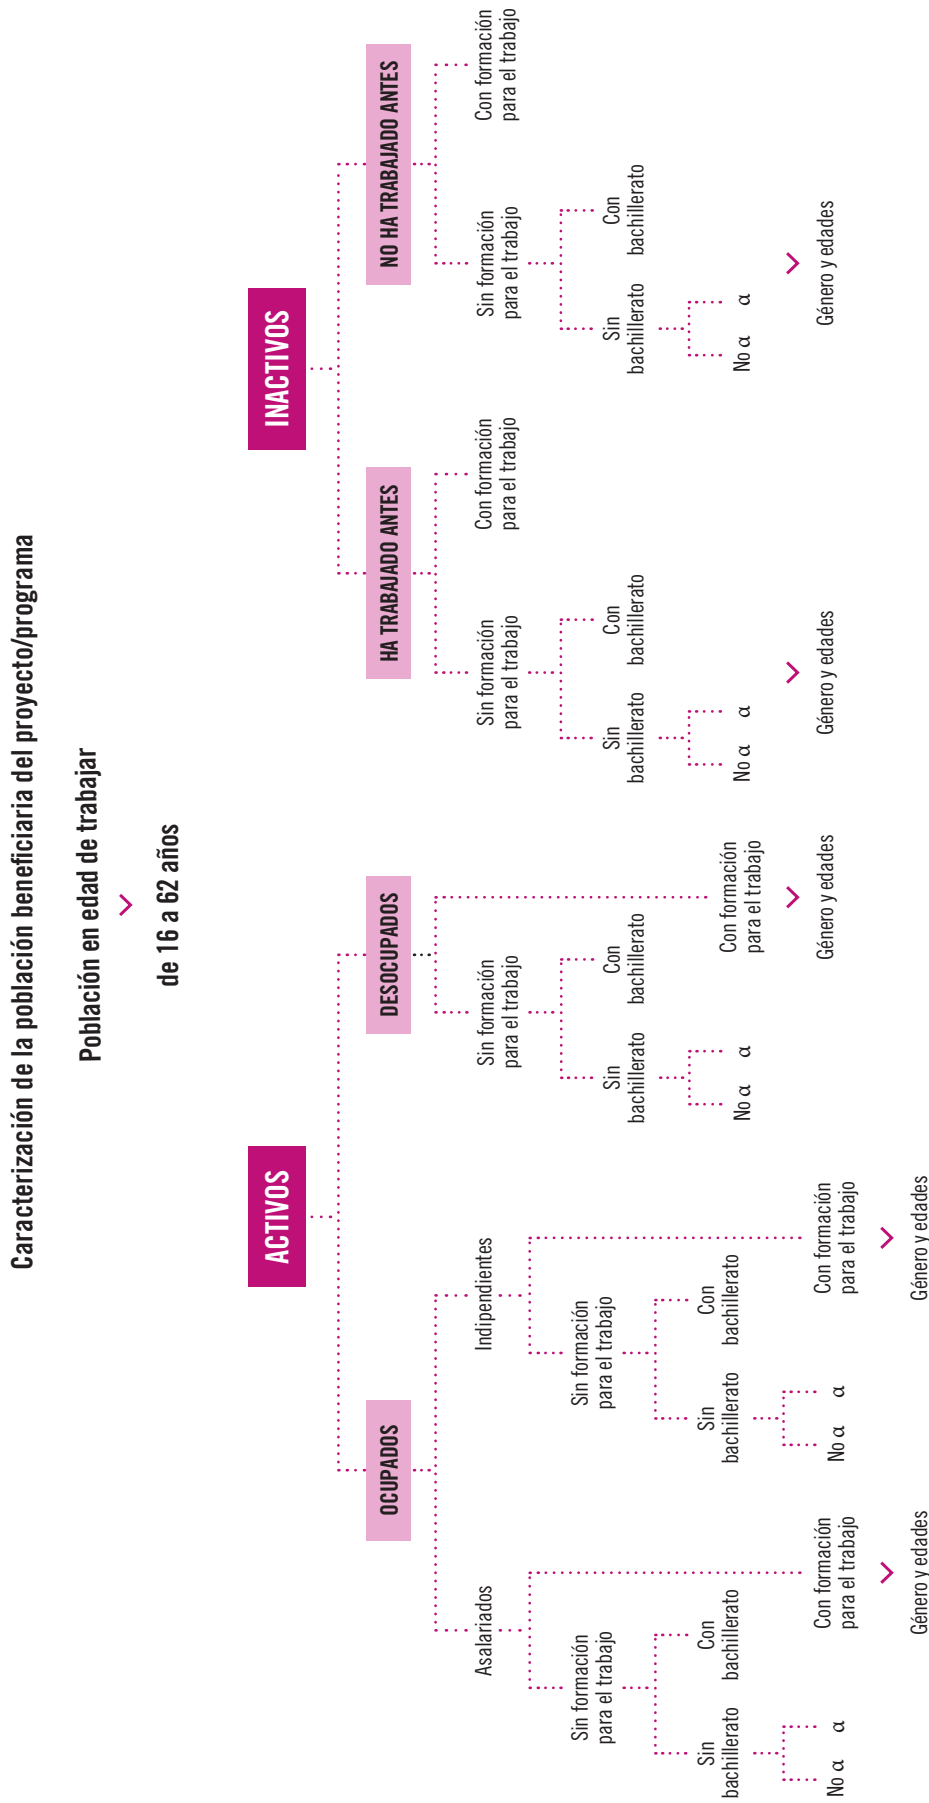 Caracterización de la población beneficiaria del proyecto/programa
Población en edad de trabajar
de 16 a 62 años
ACTIVOS
INACTIVOS
OCUPADOS
DESOCUPADOS
HA TRABAJADO ANTES
NO HA TRABAJADO ANTES
Asalariados
Indipendientes
Sin formación
para el trabajo
Sin formación
para el trabajo
Con formación
para el trabajo
Sin formación
para el trabajo
Con formación
para el trabajo
Sin formación
para el trabajo
Sin formación
para el trabajo
Sin
bachillerato
Con
bachillerato
Sin
bachillerato
Con
bachillerato
Sin
bachillerato
Con
bachillerato
Sin
bachillerato
Con
bachillerato
Sin
bachillerato
Con
bachillerato
Con formación
para el trabajo
No α
α
Con formación
para el trabajo
No α
α
Con formación
para el trabajo
No α
α
No α
α
No α
α
Género y edades
Género y edades
Género y edades
Género y edades
Género y edades